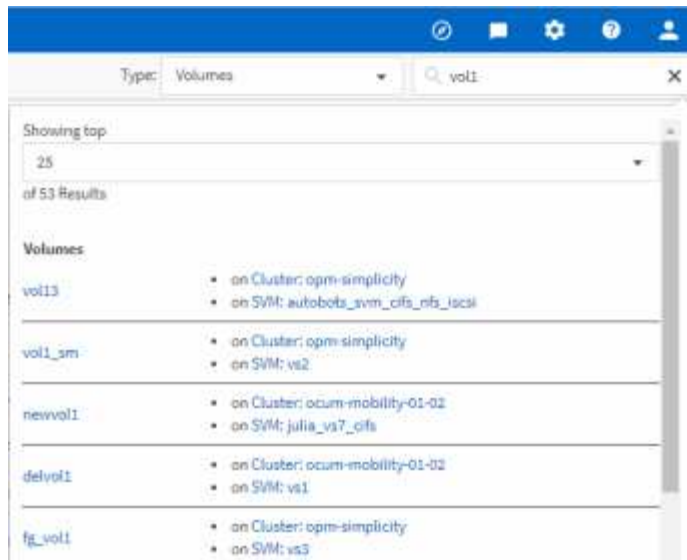 Type: Volumes vol1
Showing top
25
of 53 Results
Volumes
vol13
on Cluster: opm-simplicity
on SVM: autobots_svm_cifs_nfs_iscsi
vol1_sm
on Cluster: opm-simplicity
on SVM: vs2
newvol1
on Cluster: ocum-mobility-01-02
on SVM: julia_vs7_cifs
delvol1
on Cluster: ocum-mobility-01-02
on SVM: vs1
fg_vol1
on Cluster: opm-simplicity
on SVM: vs3